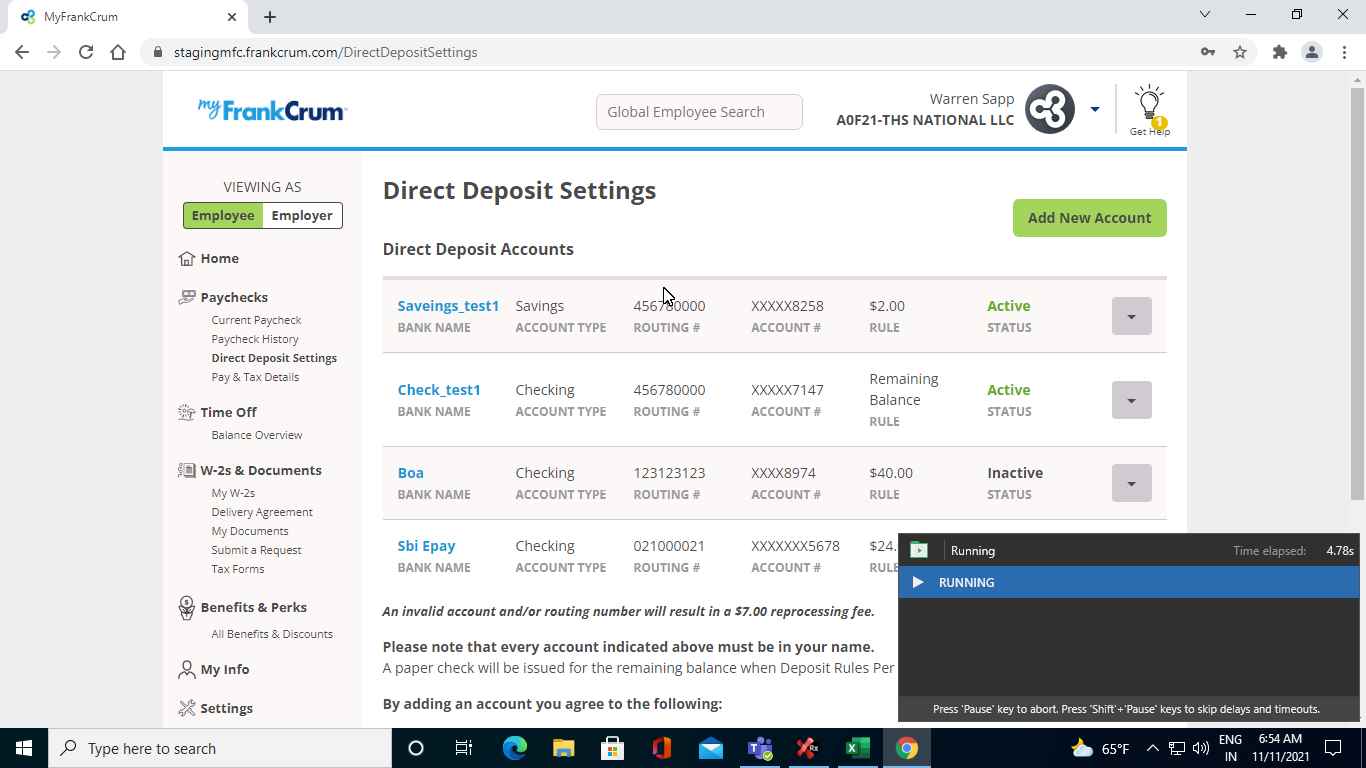 MyFrankCrum
stagingmfc.frankcrum.com/DirectDepositSettings
myFrankCrum
Global Employee Search
Warren Sapp
A0F21-THS NATIONAL LLC
1
Get Help
VIEWING AS
Employee Employer
Home
Paychecks
Current Paycheck
Paycheck History
Direct Deposit Settings
Pay & Tax Details
Time Off
Balance Overview
W-2s & Documents
My W-2s
Delivery Agreement
My Documents
Submit a Request
Tax Forms
Benefits & Perks
All Benefits & Discounts
My Info
Settings
Direct Deposit Settings
Add New Account
Direct Deposit Accounts
Saveings_test1 Savings 456780000 XXXXX8258 $2.00 Active
BANK NAME ACCOUNT TYPE ROUTING # ACCOUNT # RULE STATUS
Check_test1 Checking 456780000 XXXXX7147 Remaining Balance Active
BANK NAME ACCOUNT TYPE ROUTING # ACCOUNT # RULE STATUS
Boa Checking 123123123 XXXX8974 $40.00 Inactive
BANK NAME ACCOUNT TYPE ROUTING # ACCOUNT # RULE STATUS
Sbi Epay Checking 021000021 XXXXXXX5678 $24.
BANK NAME ACCOUNT TYPE ROUTING # ACCOUNT # RULE
An invalid account and/or routing number will result in a $7.00 reprocessing fee.
Please note that every account indicated above must be in your name.
A paper check will be issued for the remaining balance when Deposit Rules Per
By adding an account you agree to the following:
Running Time elapsed: 4.78s
RUNNING
Press 'Pause' key to abort. Press 'Shift'+'Pause' keys to skip delays and timeouts.
Type here to search
Rx
65°F
ENG
IN
6:54 AM
11/11/2021